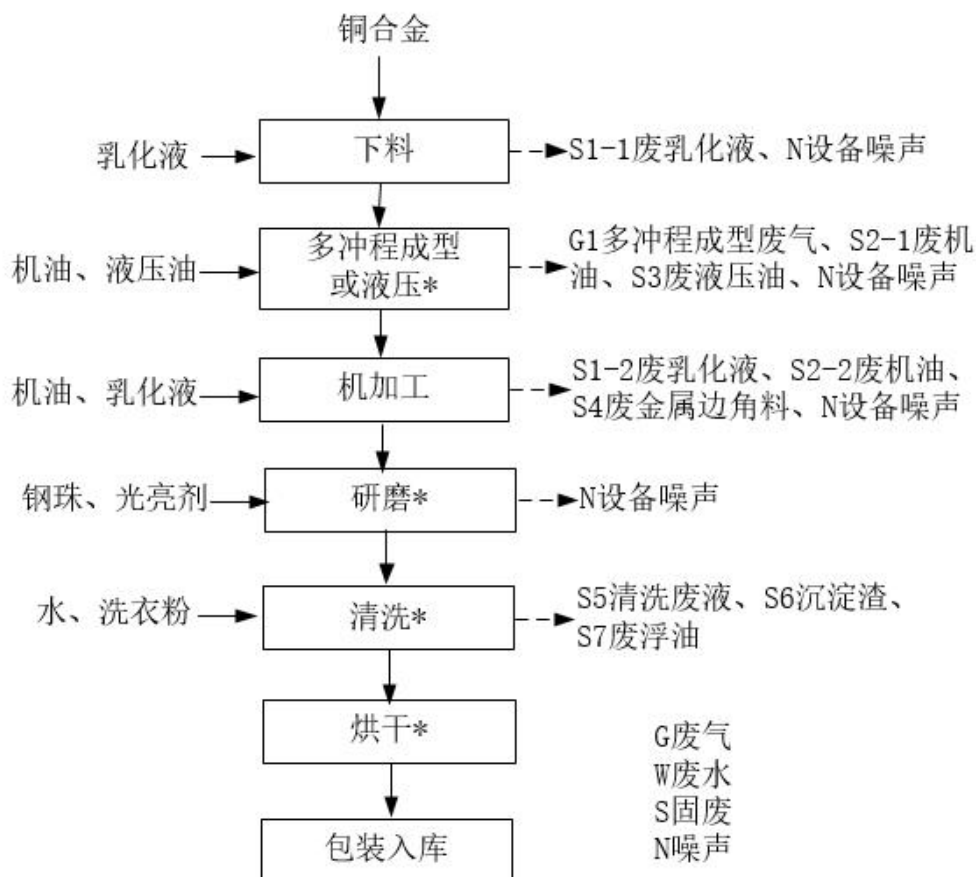 铜合金
乳化液
下料
S1-1废乳化液、N设备噪声
机油、液压油
多冲程成型
或液压*
G1多冲程成型废气、S2-1废机
油、S3废液压油、N设备噪声
机油、乳化液
机加工
S1-2废乳化液、S2-2废机油、
S4废金属边角料、N设备噪声
钢珠、光亮剂
研磨*
N设备噪声
水、洗衣粉
清洗*
S5清洗废液、S6沉淀渣、
S7废浮油
烘干*
包装入库
G废气
W废水
S固废
N噪声